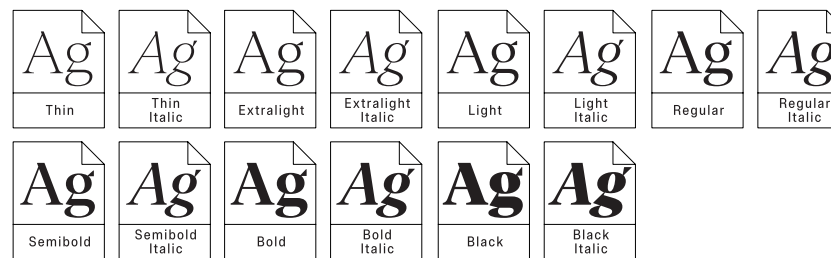 Ag Ag Ag Ag Ag Ag Ag Ag
Thin
Thin
Italic
Extralight
Extralight
Italic
Light
Light
Italic
Regular
Regular
Italic
Ag Ag Ag Ag Ag Ag
Semibold
Semibold
Italic
Bold
Bold
Italic
Black
Black
Italic